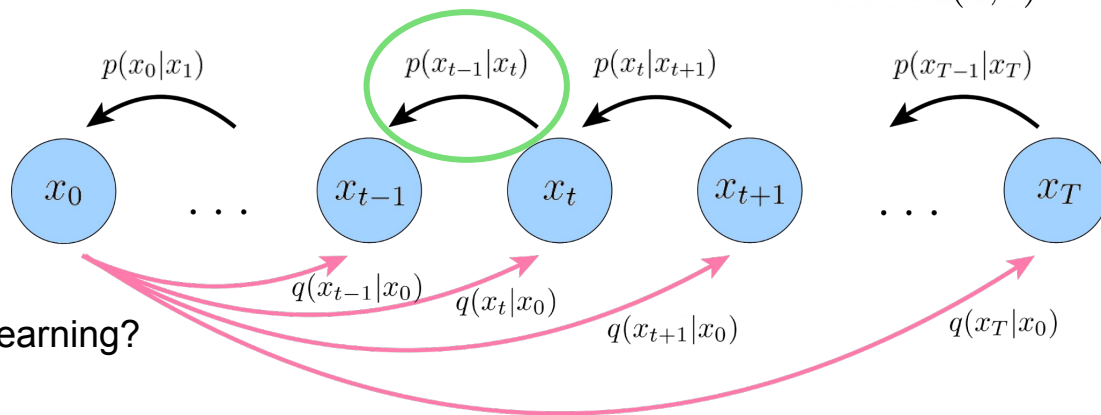 p(x_0|x_1) p(x_{t-1}|x_t) p(x_t|x_{t+1}) p(x_{T-1}|x_T)
x_0 . . . x_{t-1} x_t x_{t+1} . . . x_T
q(x_{t-1}|x_0) q(x_t|x_0) q(x_{t+1}|x_0) q(x_T|x_0)
earning?